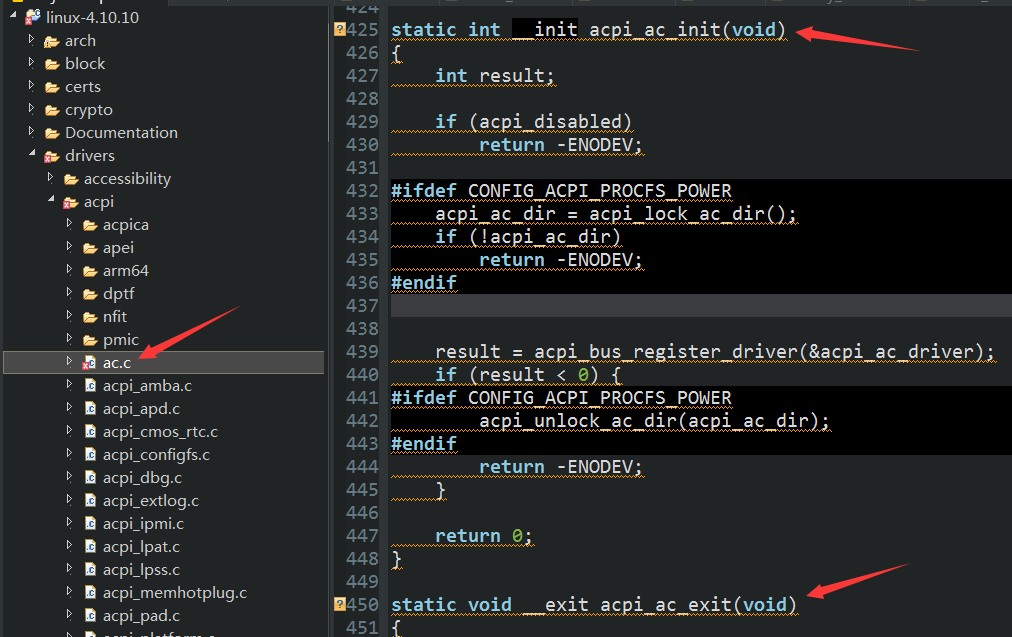 linux-4.10.10
arch
block
certs
crypto
Documentation
drivers
accessibility
acpi
acpica
apei
arm64
dptf
nfit
pmic
ac.c
acpi_amba.c
acpi_apd.c
acpi_cmos_rtc.c
acpi_configfs.c
acpi_dbg.c
acpi_extlog.c
acpi_ipmi.c
acpi_lpat.c
acpi_lpss.c
acpi_memhotplug.c
acpi_pad.c
acpi_platform.c
424
425 static int __init acpi_ac_init(void)
426 {
427     int result;
428
429     if (acpi_disabled)
430         return -ENODEV;
431
432 #ifdef CONFIG_ACPI_PROCFS_POWER
433     acpi_ac_dir = acpi_lock_ac_dir();
434     if (!acpi_ac_dir)
435         return -ENODEV;
436 #endif
437
438
439     result = acpi_bus_register_driver(&acpi_ac_driver);
440     if (result < 0) {
441 #ifdef CONFIG_ACPI_PROCFS_POWER
442         acpi_unlock_ac_dir(acpi_ac_dir);
443 #endif
444         return -ENODEV;
445     }
446
447     return 0;
448 }
449
450 static void __exit acpi_ac_exit(void)
451 {